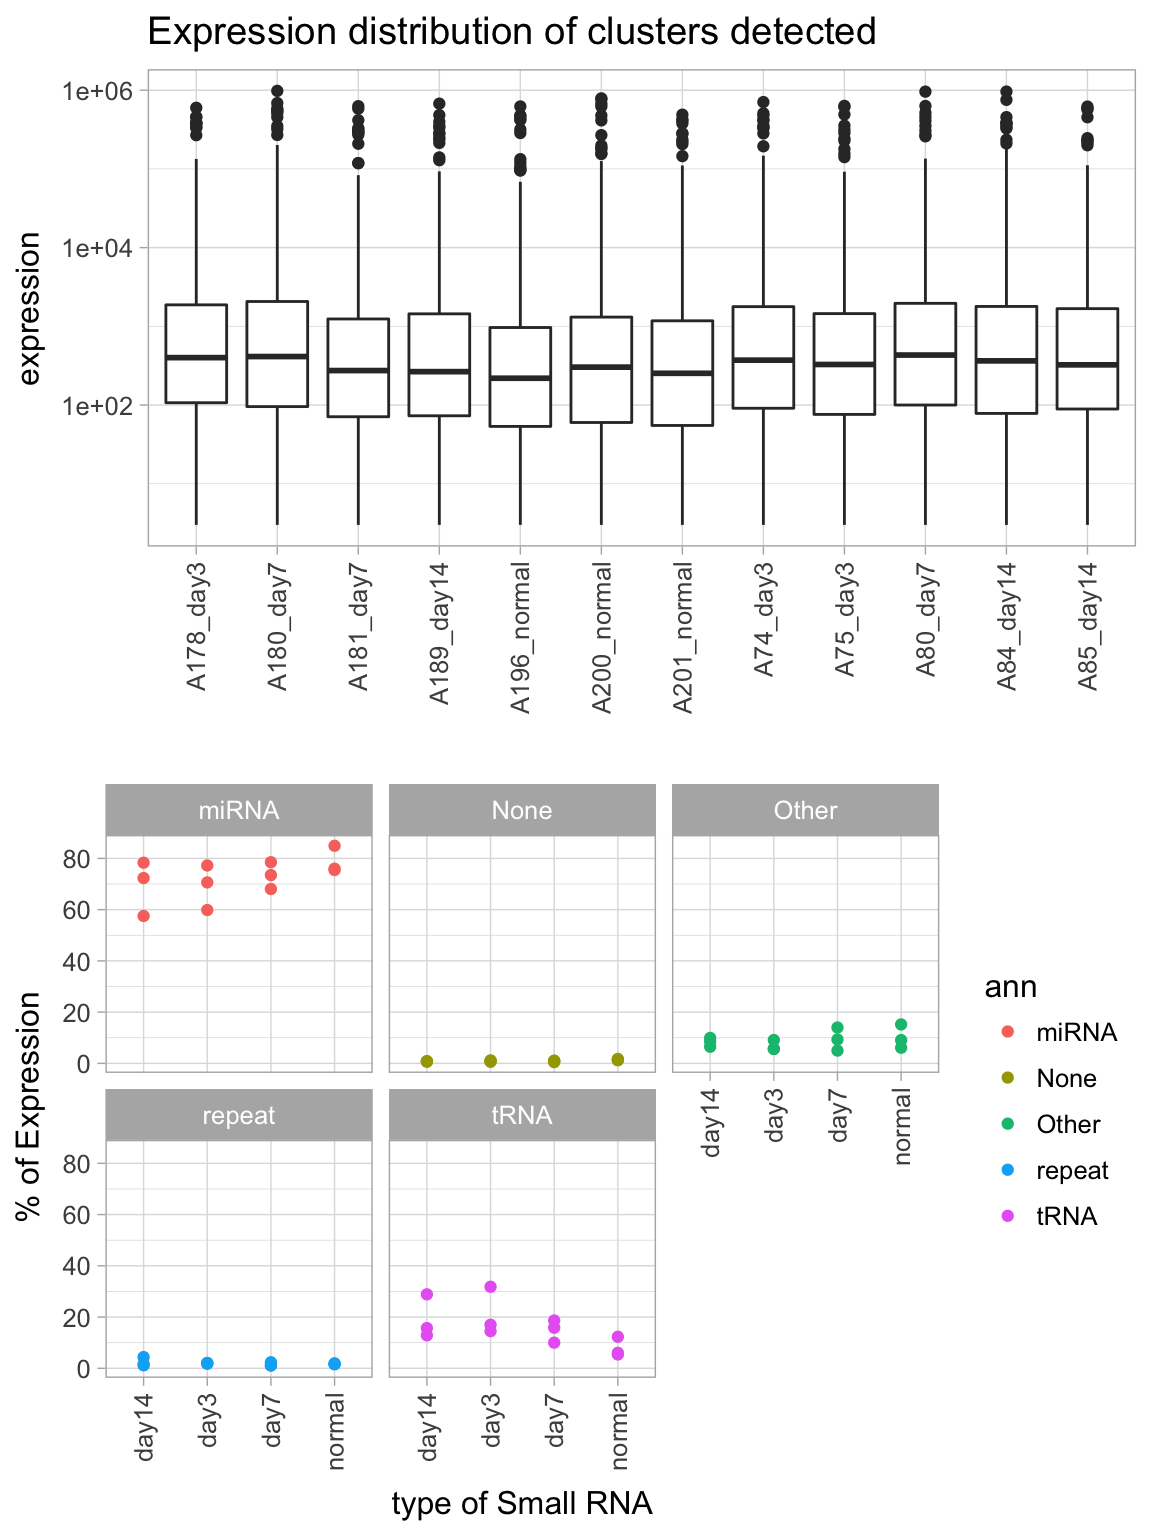 Expression distribution of clusters detected
1e+06
1e+04
1e+02
expression
A178_day3
A180_day7
A181_day7
A189_day14
A196_normal
A200_normal
A201_normal
A74_day3
A75_day3
A80_day7
A84_day14
A85_day14
miRNA
None
Other
80
60
40
20
0
day14
day3
day7
normal
repeat
tRNA
80
60
40
20
0
day14
day3
day7
normal
day14
day3
day7
normal
% of Expression
type of Small RNA
ann
miRNA
None
Other
repeat
tRNA